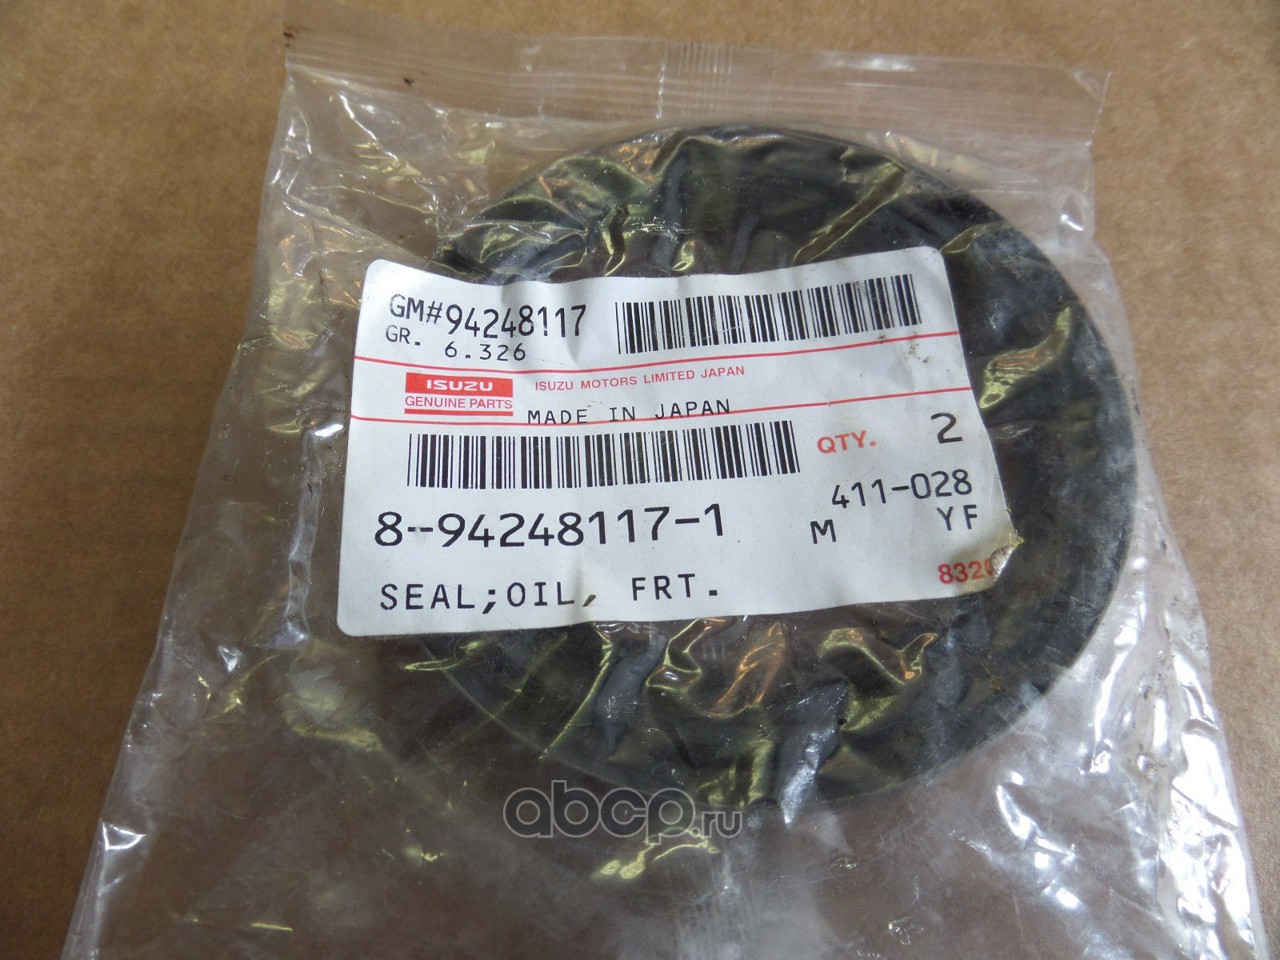 GM#94248117
GR. 6.326
ISUZU
GENUINE PARTS
ISUZU MOTORS LIMITED JAPAN
MADE IN JAPAN
QTY. 2
8-94248117-1
411-028
M YF
SEAL;OIL, FRT.
abcp.ru